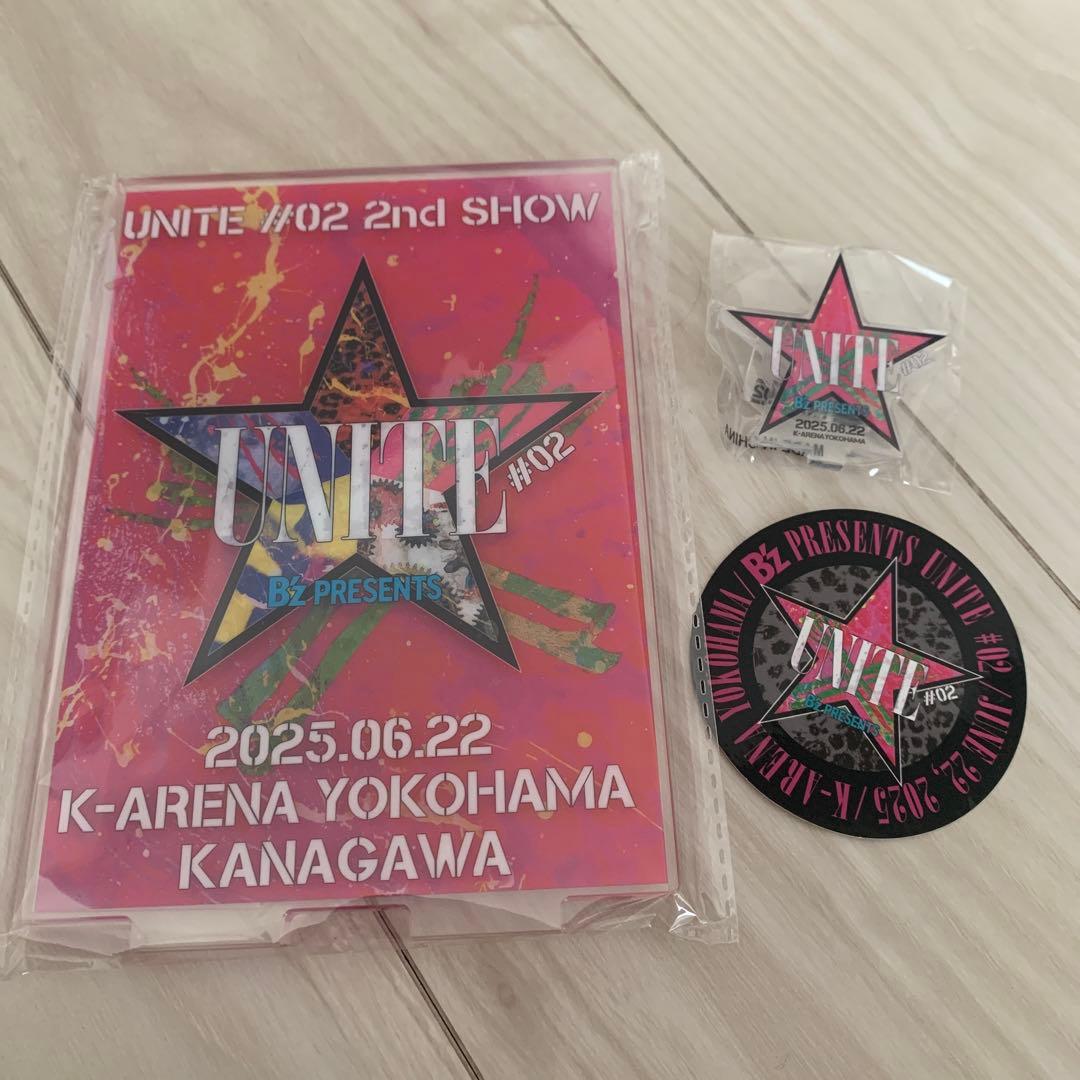 UNITE #02 2nd SHOW
UNITE
#02
B'z PRESENTS
2025.06.22
K-ARENA YOKOHAMA
KANAGAWA
UNITE
#02
B'z PRESENTS
2025.06.22
K-ARENA YOKOHAMA
B'z PRESENTS UNITE #02 / JUNE 22, 2025 / K-ARENA YOKOHAMA /
UNITE
#02
B'z PRESENTS